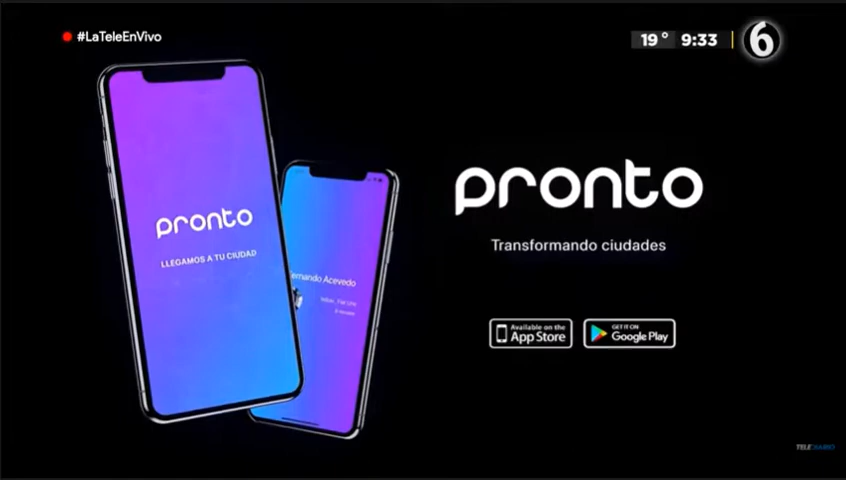 #LaTeleEnVivo
19° 9:33 6
pronto
LLEGAMOS A TU CIUDAD
Fernando Acevedo
pronto
Transformando ciudades
Available on the
App Store
GET IT ON
Google Play
TELEDIARIO